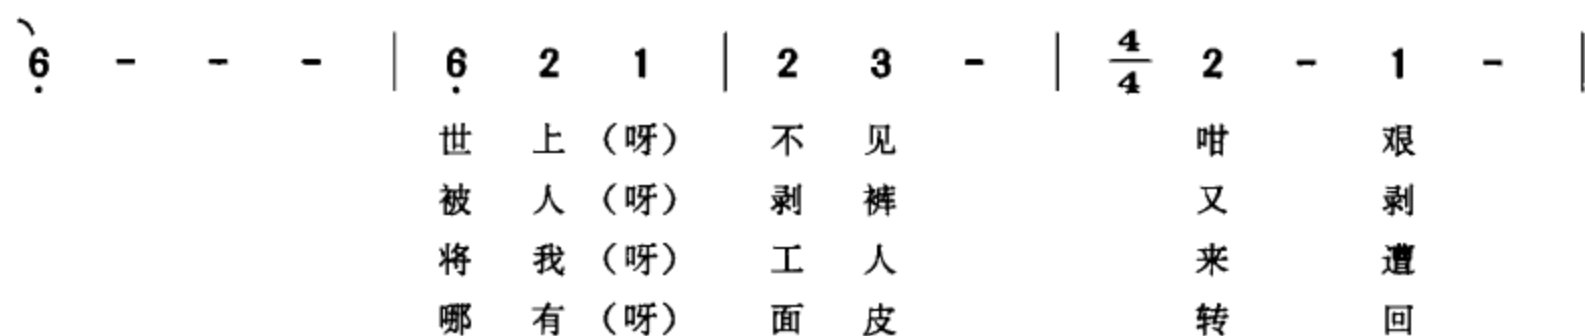 6 - - - | 6 2 1 | 2 3 - | 4/4 2 - 1 - |
世 上 （呀） 不 见 咁 艰
被 人 （呀） 剥 裤 又 剥
将 我 （呀） 工 人 来 遭
哪 有 （呀） 面 皮 转 回